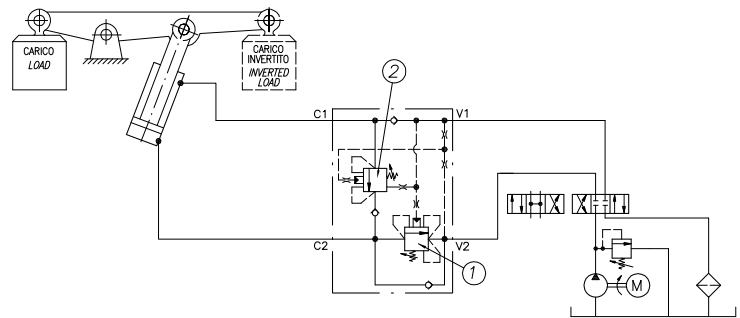 CARICO
LOAD
CARICO
INVERTITO
INVERTED
LOAD
2
C1
V1
C2
V2
1
M